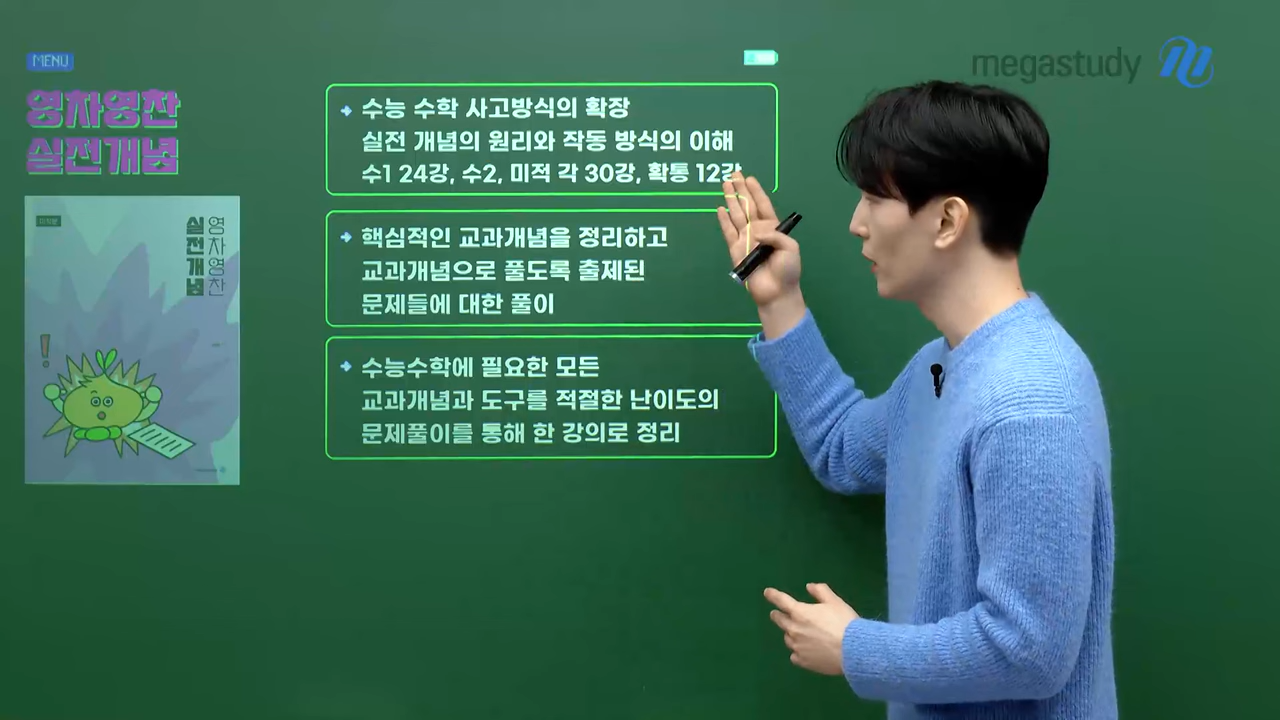 MENU
영차영찬
실전개념
미적분
실전개념
영차영찬
megastudy
수능 수학 사고방식의 확장
실전 개념의 원리와 작동 방식의 이해
수1 24강, 수2, 미적 각 30강, 확통 12강
핵심적인 교과개념을 정리하고
교과개념으로 풀도록 출제된
문제들에 대한 풀이
수능수학에 필요한 모든
교과개념과 도구를 적절한 난이도의
문제풀이를 통해 한 강의로 정리